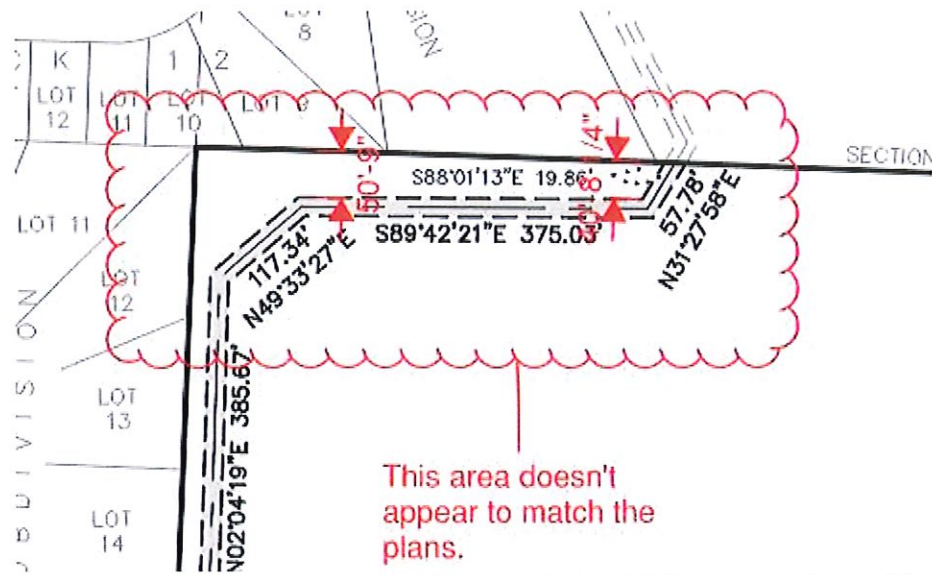 LOT
8
SION
K
1
2
LOT
12
LOT
11
LOT
10
LOT 9
SECTION
50'-9"
S88°01'13"E 19.86'
LOT 11
117.34'
N49°33'27"E
S89°42'21"E 375.03'
57.78'
N31°27'58"E
LOT
12
LOT
13
N02°04'19"E 385.67'
UBDIVISION
LOT
14
This area doesn't
appear to match the
plans.